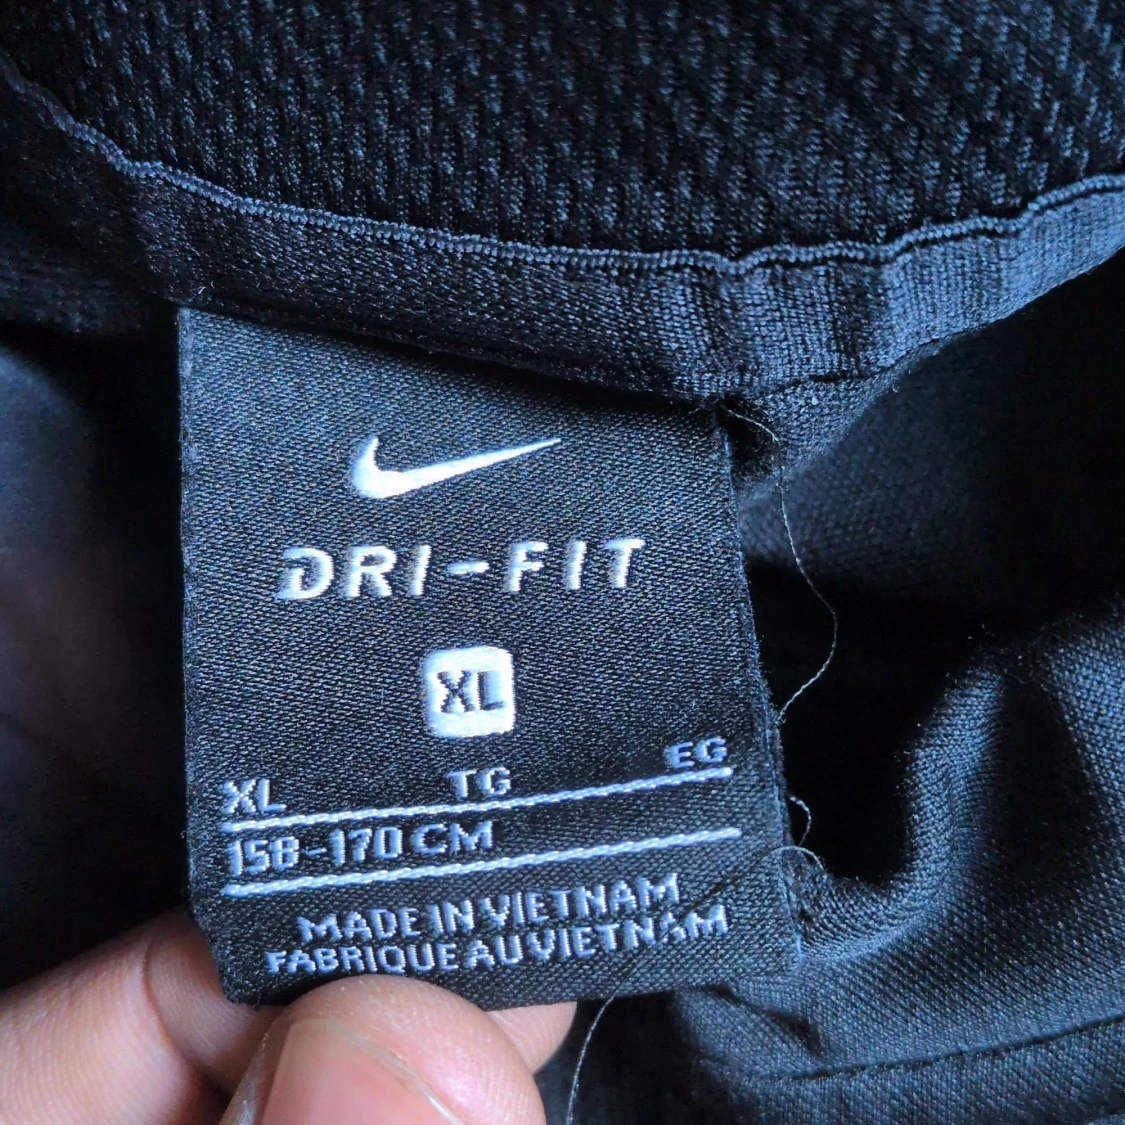 DRI-FIT
XL
XL TG EG
158-170 CM
MADE IN VIETNAM
FABRIQUE AU VIETNAM